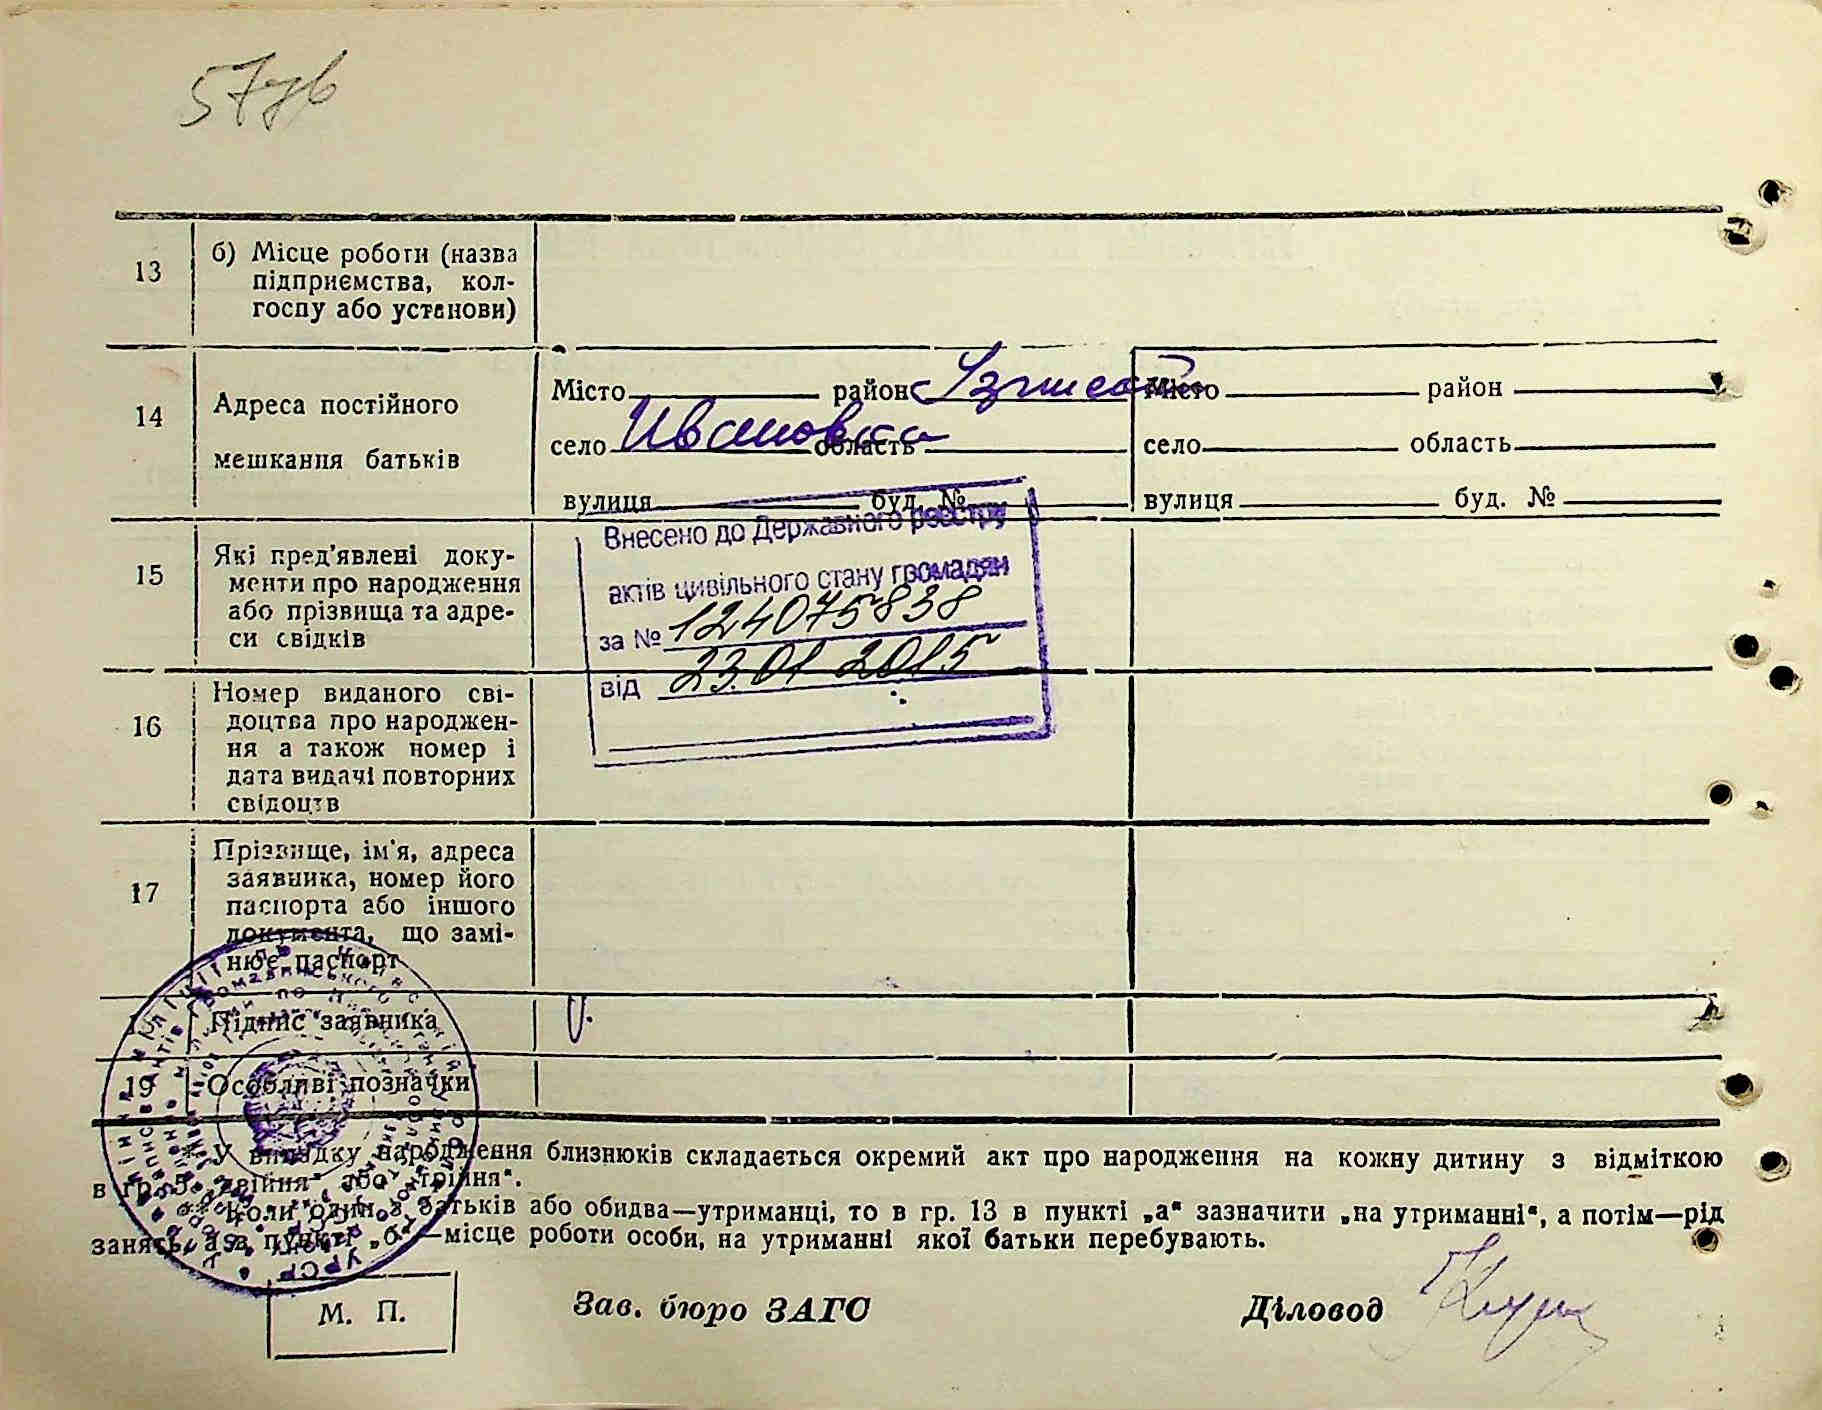 13
б) Місце роботи (назва
підприємства, кол-
госпу або установи)
14
Адреса постійного
мешкання батьків
Місто район
село Ивановка область
вулиця буд. №
Місто район
село область
вулиця буд. №
15
Які пред'явлені доку-
менти про народження
або прізвища та адре-
си свідків
Внесено до Державного реєстру
актів цивільного стану громадян
за № 124075838
від 23.01 2015
16
Номер виданого сві-
доцтва про народжен-
ня а також номер і
дата видачі повторних
свідоцтв
17
Прізвище, ім'я, адреса
заявника, номер його
паспорта або іншого
документа, що замі-
нює паспорт
Підпис заявника
19
Особливі позначки
* У випадку народження близнюків складається окремий акт про народження на кожну дитину з відміткою
в гр. 5 „двійня“ або „трійня“.
** Коли один з батьків або обидва—утриманці, то в гр. 13 в пункті „а“ зазначити „на утриманні“, а потім—рід
занять, а в пункті „б“—місце роботи особи, на утриманні якої батьки перебувають.
М. П.
Зав. бюро ЗАГС
Діловод